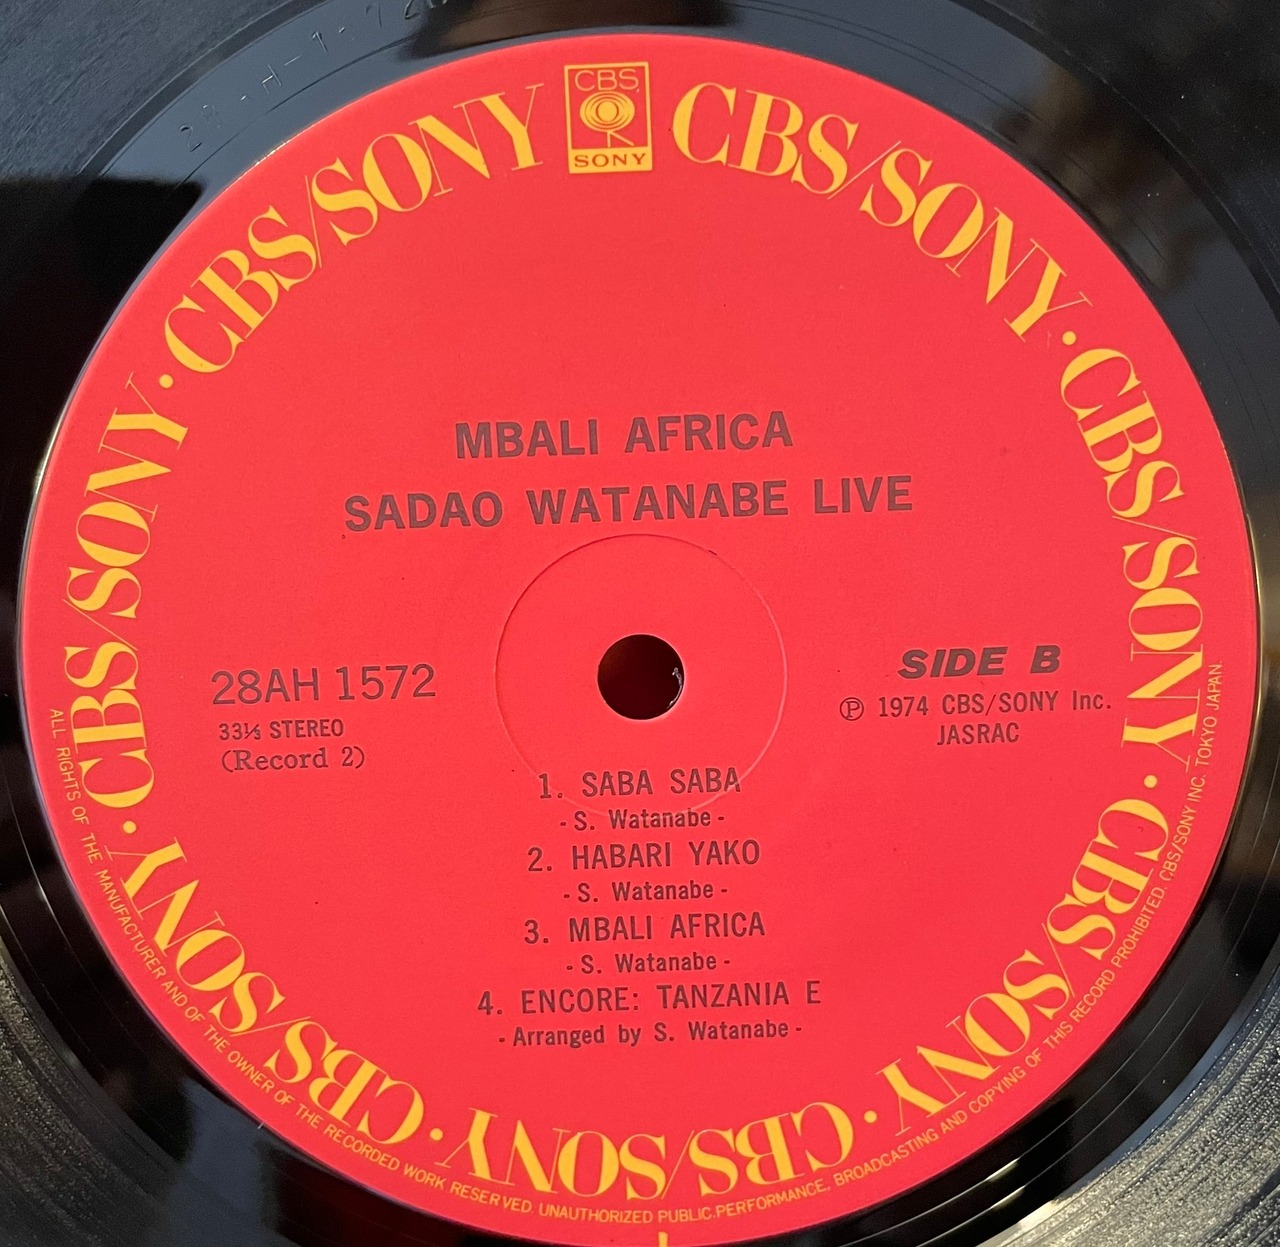 CBS
SONY
CBS/SONY · CBS/SONY · CBS/SONY · CBS/SONY · CBS/SONY · CBS/SONY · CBS/SONY · CBS/SONY
MBALI AFRICA
SADAO WATANABE LIVE
28AH 1572
33⅓ STEREO
(Record 2)
SIDE B
Ⓟ 1974 CBS/SONY Inc.
JASRAC
1. SABA SABA
- S. Watanabe -
2. HABARI YAKO
- S. Watanabe -
3. MBALI AFRICA
- S. Watanabe -
4. ENCORE: TANZANIA E
- Arranged by S. Watanabe -
ALL RIGHTS OF THE MANUFACTURER AND OF THE OWNER OF THE RECORDED WORK RESERVED. UNAUTHORIZED PUBLIC PERFORMANCE, BROADCASTING AND COPYING OF THIS RECORD PROHIBITED. CBS/SONY INC. TOKYO JAPAN